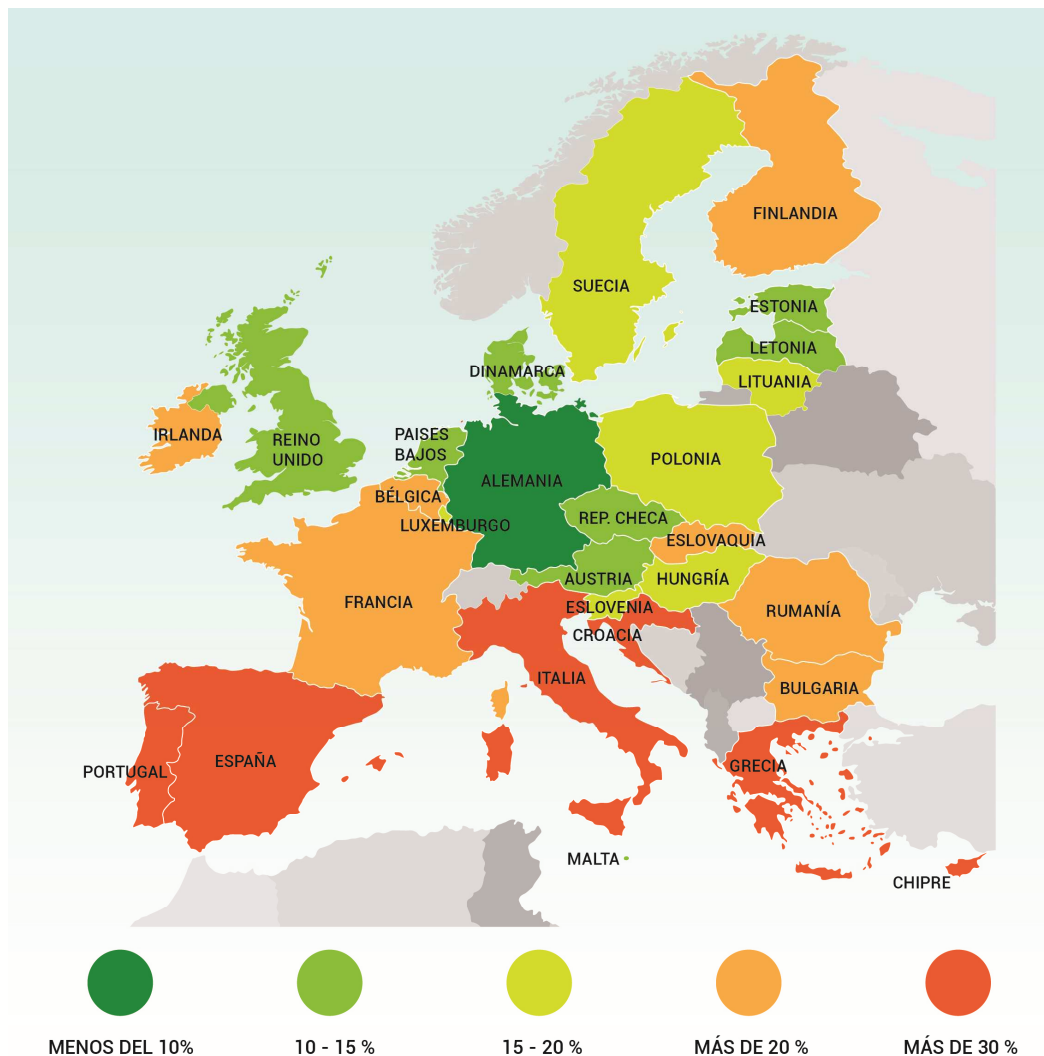 FINLANDIA
SUECIA
ESTONIA
LETONIA
DINAMARCA
LITUANIA
IRLANDA
REINO
UNIDO
PAISES
BAJOS
POLONIA
ALEMANIA
BÉLGICA
REP. CHECA
LUXEMBURGO
ESLOVAQUIA
AUSTRIA
HUNGRÍA
FRANCIA
ESLOVENIA
RUMANÍA
CROACIA
ITALIA
BULGARIA
ESPAÑA
GRECIA
PORTUGAL
MALTA
CHIPRE
MENOS DEL 10%
10 - 15 %
15 - 20 %
MÁS DE 20 %
MÁS DE 30 %